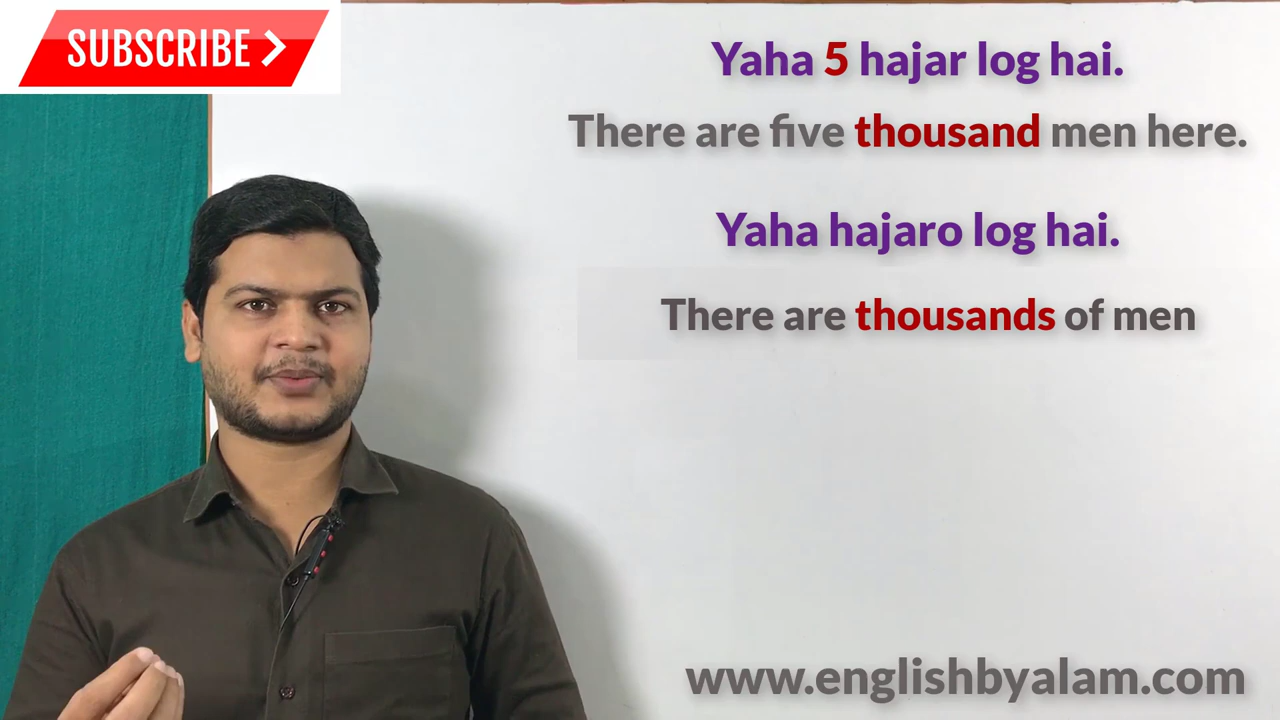 SUBSCRIBE
Yaha 5 hajar log hai.
There are five thousand men here.
Yaha hajaro log hai.
There are thousands of men
www.englishbyalam.com